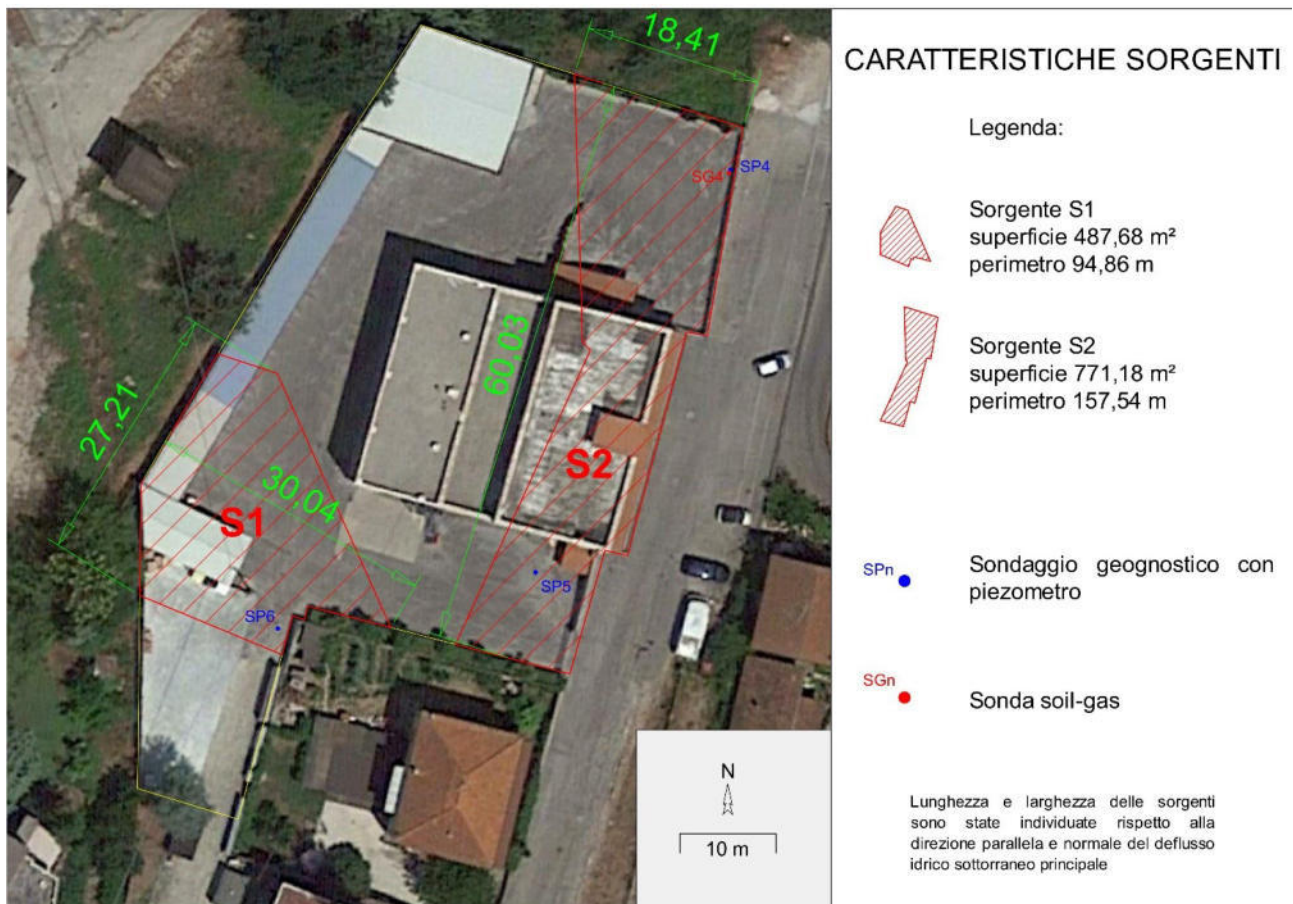 18,41
SP4
SG4
60,03
27,21
30,04
S1
S2
SP5
SP6
N
10 m
CARATTERISTICHE SORGENTI
Legenda:
Sorgente S1
superficie 487,68 m²
perimetro 94,86 m
Sorgente S2
superficie 771,18 m²
perimetro 157,54 m
SPn
Sondaggio geognostico con
piezometro
SGn
Sonda soil-gas
Lunghezza e larghezza delle sorgenti
sono state individuate rispetto alla
direzione parallela e normale del deflusso
idrico sottorraneo principale